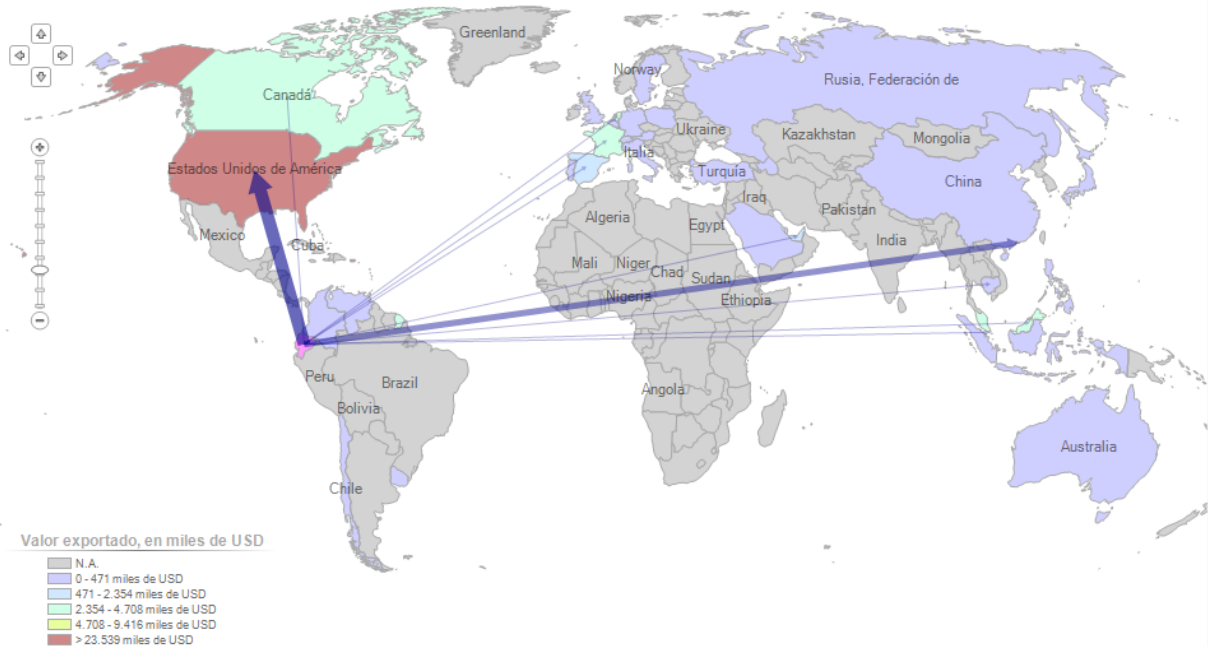 Greenland
Norway
Rusia, Federación de
Canadá
Ukraine
Kazakhstan
Mongolia
Italia
Estados Unidos de América
Turquía
China
Iraq
Pakistan
Mexico
Cuba
Algeria
Egypt
India
Mali
Niger
Chad
Sudan
Nigeria
Ethiopia
Peru
Brazil
Angola
Bolivia
Australia
Chile
Valor exportado, en miles de USD
N.A.
0 - 471 miles de USD
471 - 2.354 miles de USD
2.354 - 4.708 miles de USD
4.708 - 9.416 miles de USD
> 23.539 miles de USD